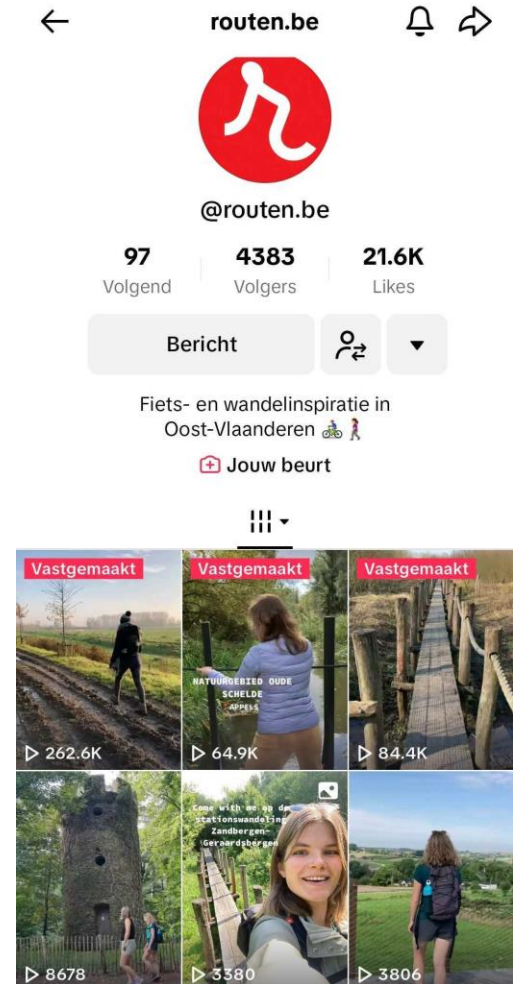 routen.be
@routen.be
97
Volgend
4383
Volgers
21.6K
Likes
Bericht
Fiets- en wandelinspiratie in
Oost-Vlaanderen 🚴‍♀️🚶‍♀️
Jouw beurt
Vastgemaakt
262.6K
Vastgemaakt
NATUURGEBIED OUDE
SCHELDE
APPELS
64.9K
Vastgemaakt
84.4K
8678
Come with me op de
stationswandeling
Zandbergen-
Geraardsbergen
3380
3806